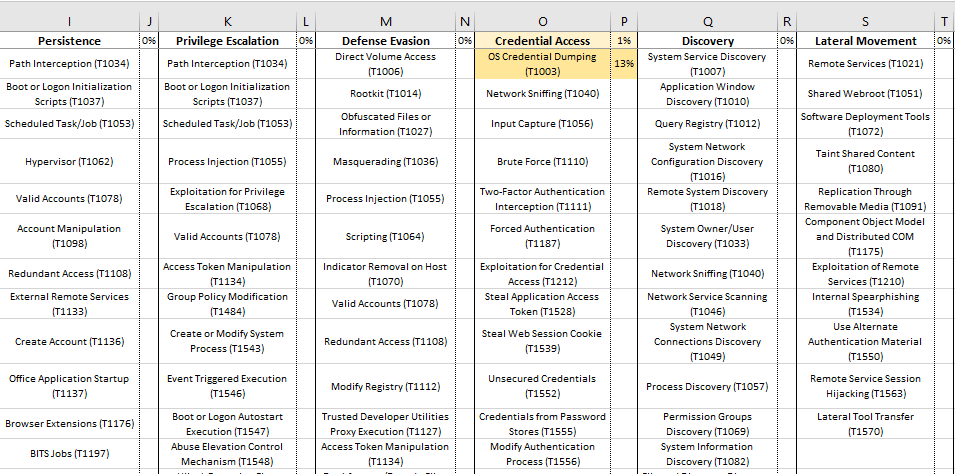 I J K L M N O P Q R S T
Persistence 0% Privilege Escalation 0% Defense Evasion 0% Credential Access 1% Discovery 0% Lateral Movement 0%
Path Interception (T1034)
Path Interception (T1034)
Direct Volume Access
(T1006)
OS Credential Dumping
(T1003)
13%
System Service Discovery
(T1007)
Remote Services (T1021)
Boot or Logon Initialization
Scripts (T1037)
Boot or Logon Initialization
Scripts (T1037)
Rootkit (T1014)
Network Sniffing (T1040)
Application Window
Discovery (T1010)
Shared Webroot (T1051)
Scheduled Task/Job (T1053)
Scheduled Task/Job (T1053)
Obfuscated Files or
Information (T1027)
Input Capture (T1056)
Query Registry (T1012)
Software Deployment Tools
(T1072)
Hypervisor (T1062)
Process Injection (T1055)
Masquerading (T1036)
Brute Force (T1110)
System Network
Configuration Discovery
(T1016)
Taint Shared Content
(T1080)
Valid Accounts (T1078)
Exploitation for Privilege
Escalation (T1068)
Process Injection (T1055)
Two-Factor Authentication
Interception (T1111)
Remote System Discovery
(T1018)
Replication Through
Removable Media (T1091)
Account Manipulation
(T1098)
Valid Accounts (T1078)
Scripting (T1064)
Forced Authentication
(T1187)
System Owner/User
Discovery (T1033)
Component Object Model
and Distributed COM
(T1175)
Redundant Access (T1108)
Access Token Manipulation
(T1134)
Indicator Removal on Host
(T1070)
Exploitation for Credential
Access (T1212)
Network Sniffing (T1040)
Exploitation of Remote
Services (T1210)
External Remote Services
(T1133)
Group Policy Modification
(T1484)
Valid Accounts (T1078)
Steal Application Access
Token (T1528)
Network Service Scanning
(T1046)
Internal Spearphishing
(T1534)
Create Account (T1136)
Create or Modify System
Process (T1543)
Redundant Access (T1108)
Steal Web Session Cookie
(T1539)
System Network
Connections Discovery
(T1049)
Use Alternate
Authentication Material
(T1550)
Office Application Startup
(T1137)
Event Triggered Execution
(T1546)
Modify Registry (T1112)
Unsecured Credentials
(T1552)
Process Discovery (T1057)
Remote Service Session
Hijacking (T1563)
Browser Extensions (T1176)
Boot or Logon Autostart
Execution (T1547)
Trusted Developer Utilities
Proxy Execution (T1127)
Credentials from Password
Stores (T1555)
Permission Groups
Discovery (T1069)
Lateral Tool Transfer
(T1570)
BITS Jobs (T1197)
Abuse Elevation Control
Mechanism (T1548)
Access Token Manipulation
(T1134)
Modify Authentication
Process (T1556)
System Information
Discovery (T1082)